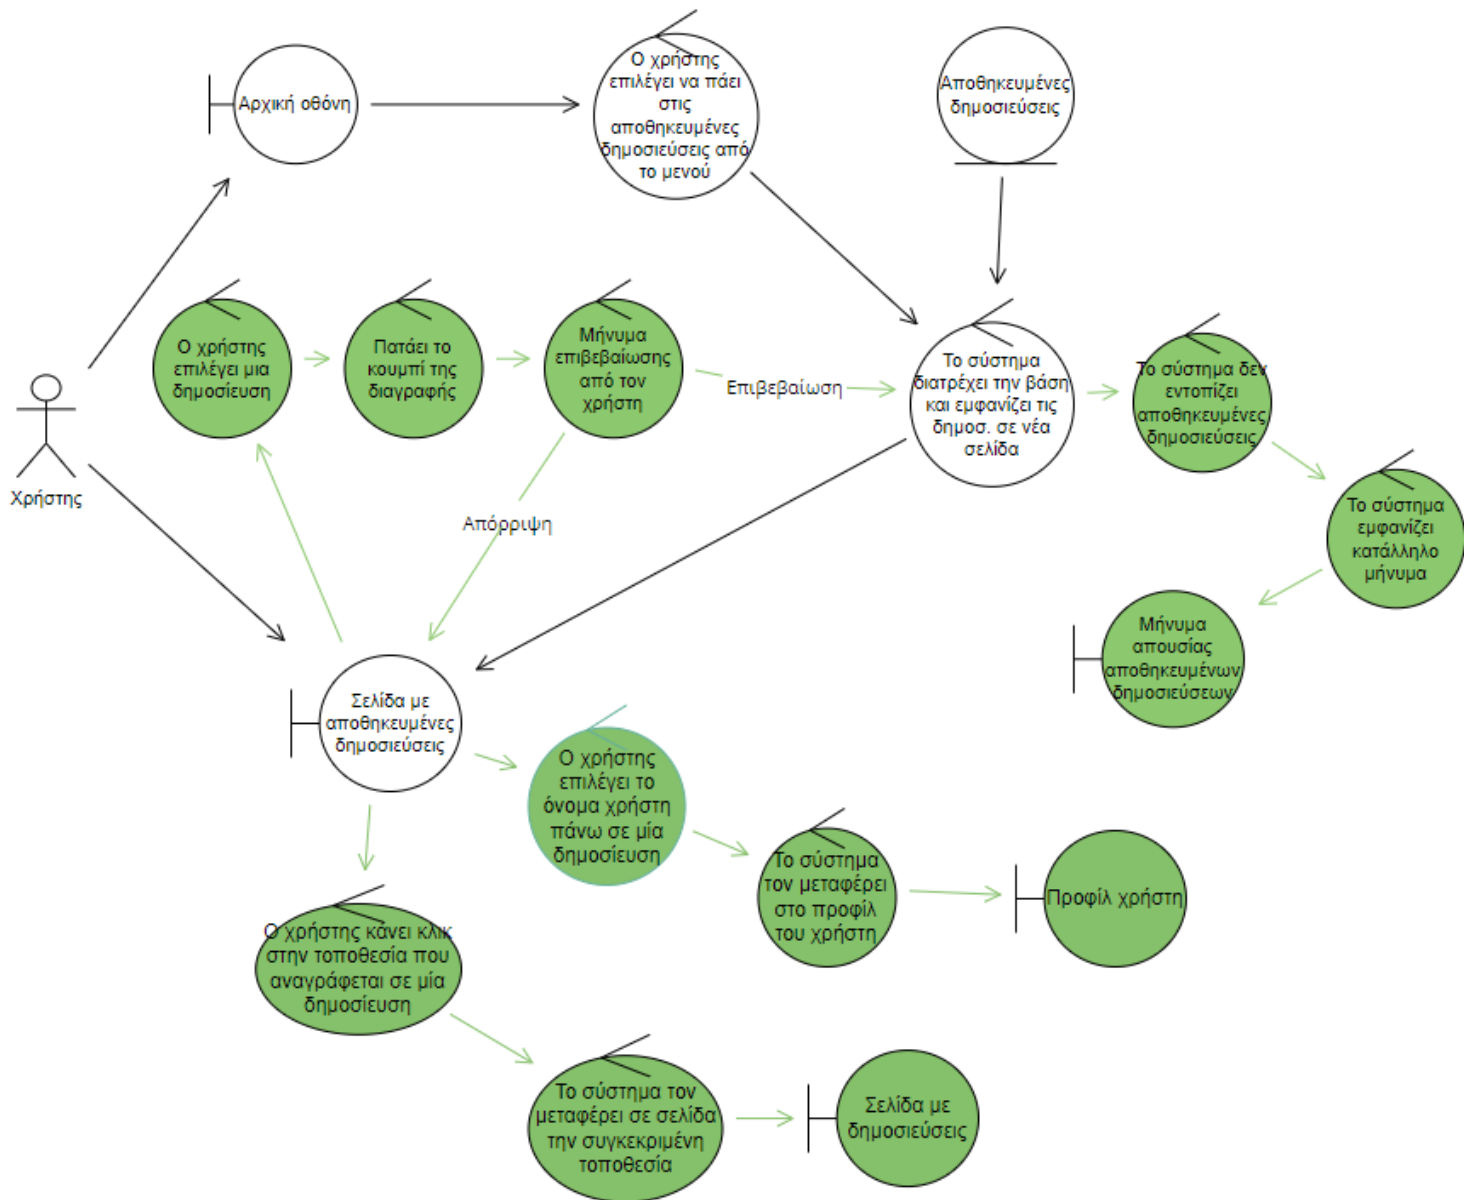 Αρχική οθόνη
Ο χρήστης
επιλέγει να πάει
στις
αποθηκευμένες
δημοσιεύσεις από
το μενού
Αποθηκευμένες
δημοσιεύσεις
Ο χρήστης
επιλέγει μια
δημοσίευση
Πατάει το
κουμπί της
διαγραφής
Μήνυμα
επιβεβαίωσης
από τον
χρήστη
Επιβεβαίωση
Το σύστημα
διατρέχει την βάση
και εμφανίζει τις
δημοσ. σε νέα
σελίδα
Το σύστημα δεν
εντοπίζει
αποθηκευμένες
δημοσιεύσεις
Χρήστης
Απόρριψη
Το σύστημα
εμφανίζει
κατάλληλο
μήνυμα
Μήνυμα
απουσίας
αποθηκευμένων
δημοσιεύσεων
Σελίδα με
αποθηκευμένες
δημοσιεύσεις
Ο χρήστης
επιλέγει το
όνομα χρήστη
πάνω σε μία
δημοσίευση
Το σύστημα
τον μεταφέρει
στο προφίλ
του χρήστη
Προφίλ χρήστη
Ο χρήστης κάνει κλικ
στην τοποθεσία που
αναγράφεται σε μία
δημοσίευση
Το σύστημα τον
μεταφέρει σε σελίδα
την συγκεκριμένη
τοποθεσία
Σελίδα με
δημοσιεύσεις